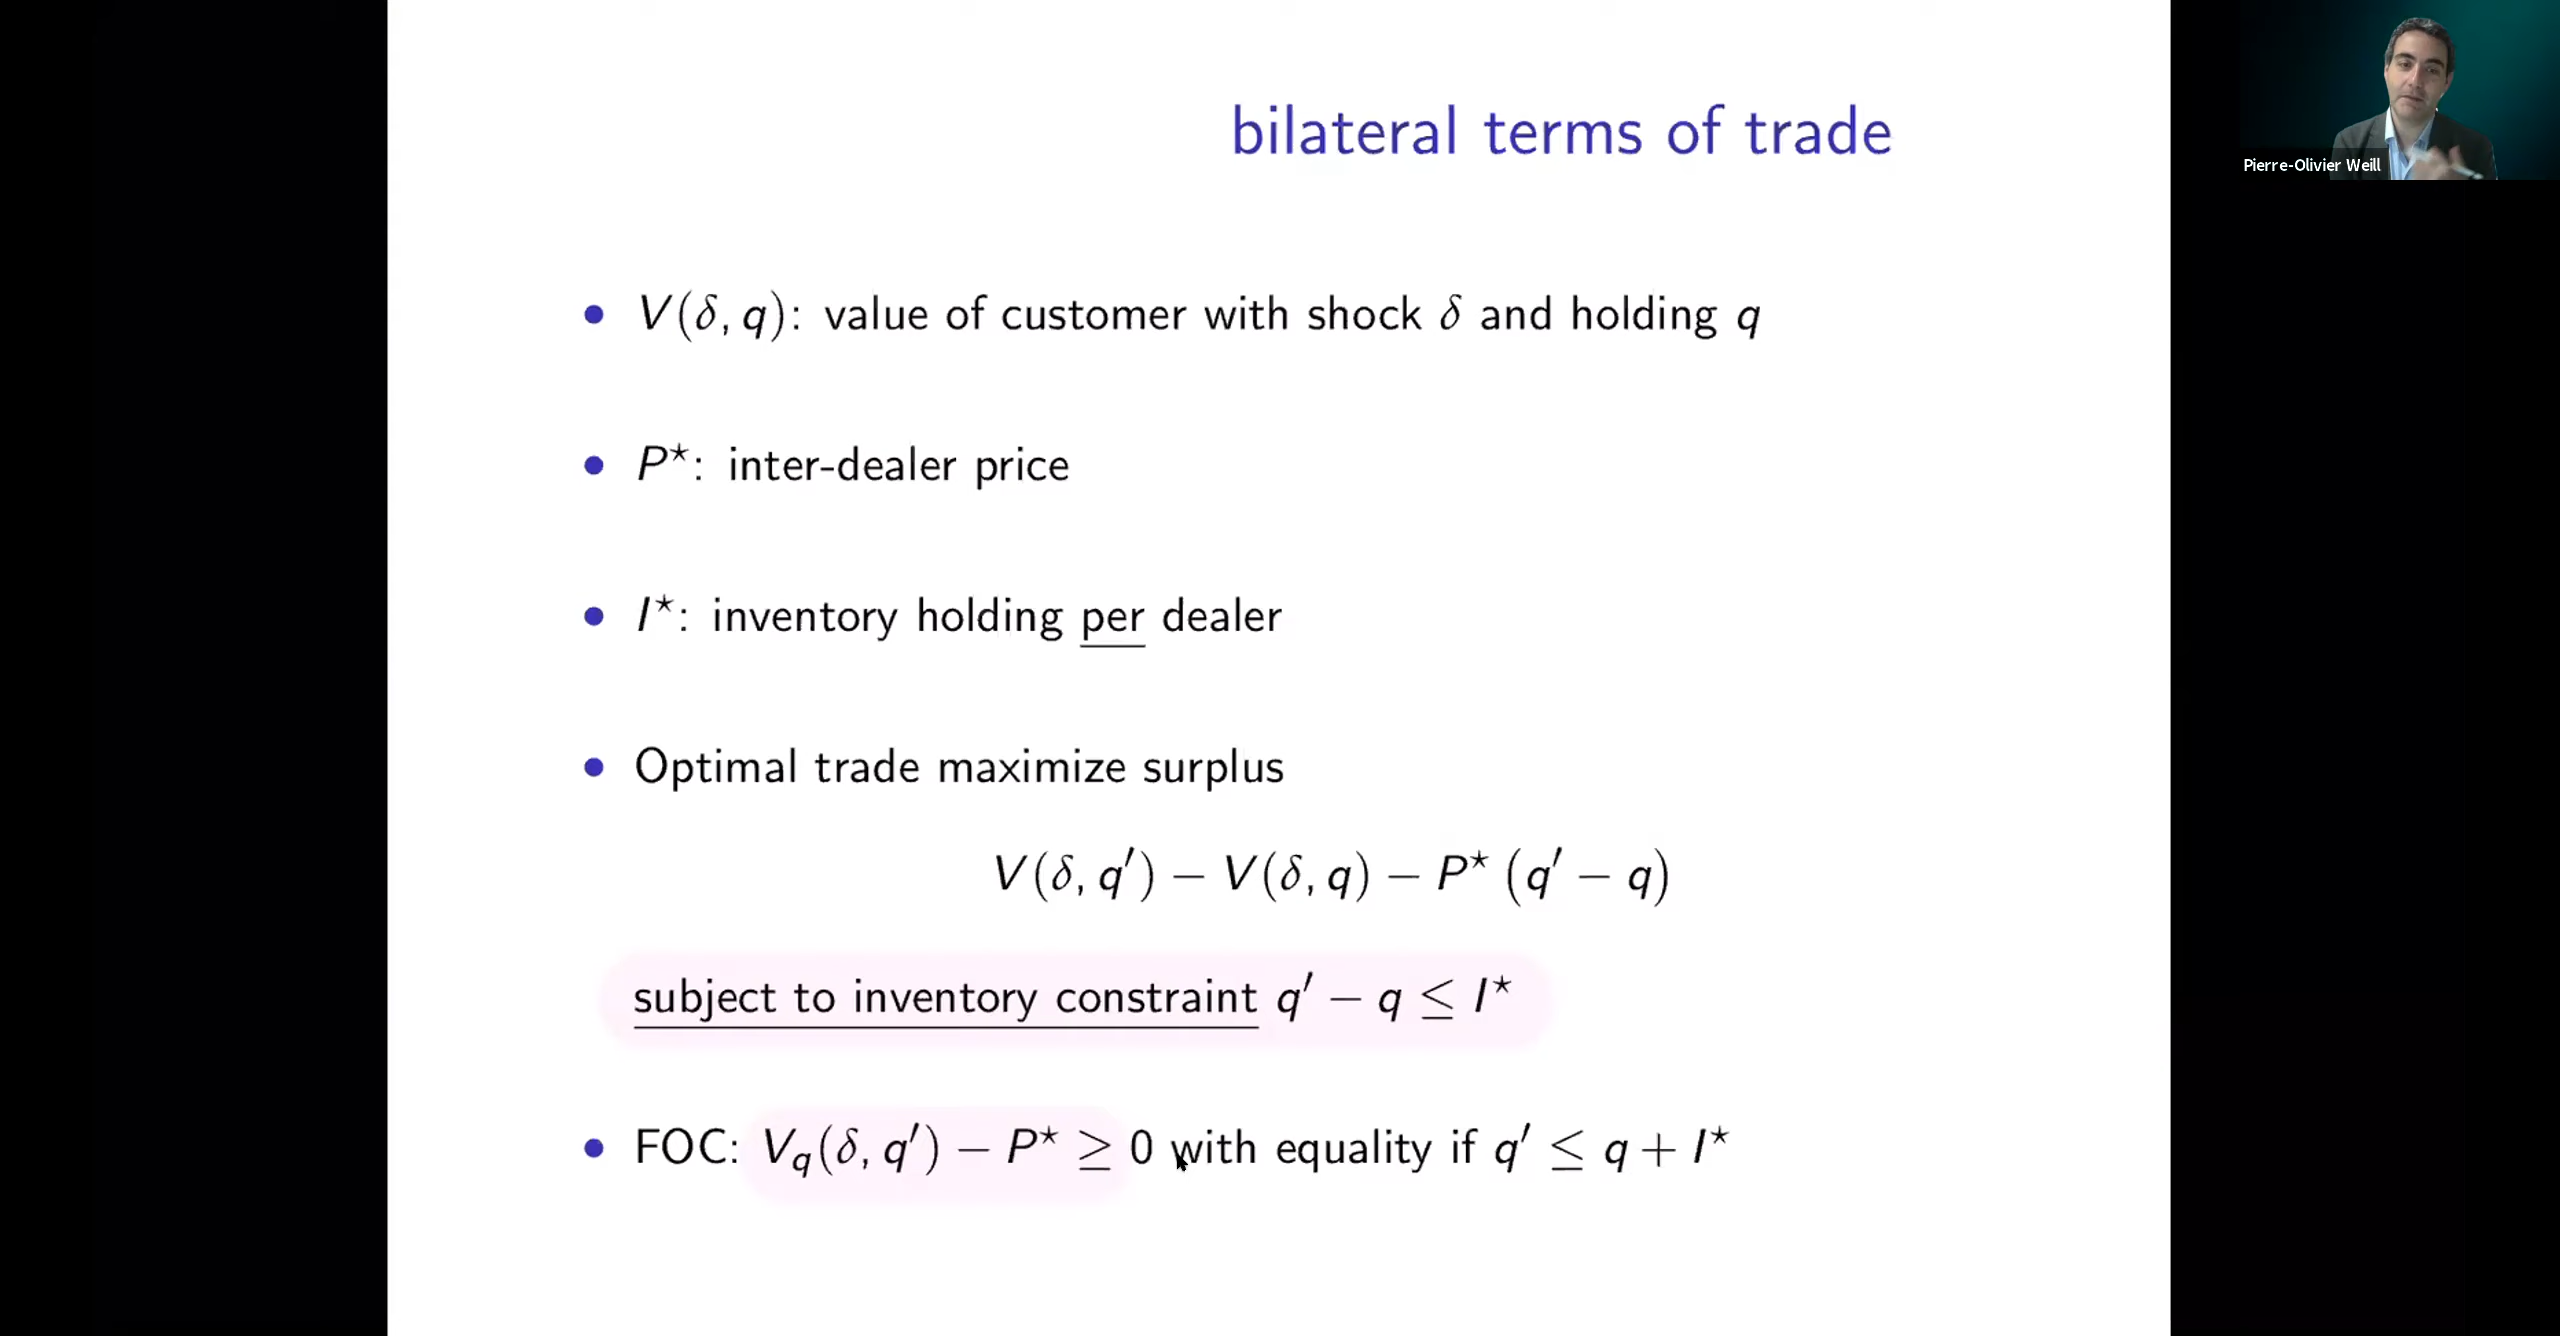 bilateral terms of trade
Pierre-Olivier Weill
• V(δ, q): value of customer with shock δ and holding q
• P⋆: inter-dealer price
• I⋆: inventory holding per dealer
• Optimal trade maximize surplus
V(δ, q′) − V(δ, q) − P⋆ (q′ − q)
subject to inventory constraint q′ − q ≤ I⋆
• FOC: V_q(δ, q′) − P⋆ ≥ 0 with equality if q′ ≤ q + I⋆